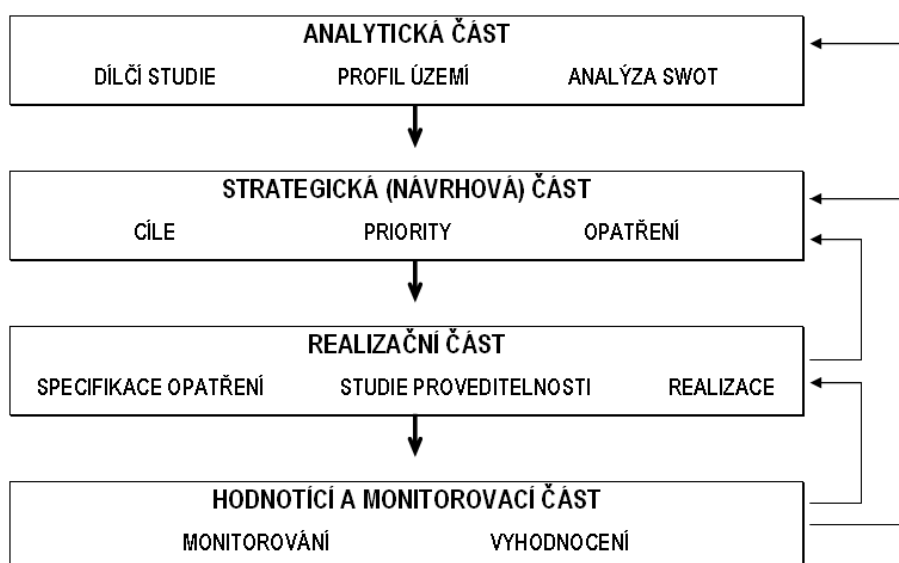 ANALYTICKÁ ČÁST
DÍLČÍ STUDIE PROFIL ÚZEMÍ ANALÝZA SWOT
STRATEGICKÁ (NÁVRHOVÁ) ČÁST
CÍLE PRIORITY OPATŘENÍ
REALIZAČNÍ ČÁST
SPECIFIKACE OPATŘENÍ STUDIE PROVEDITELNOSTI REALIZACE
HODNOTÍCÍ A MONITOROVACÍ ČÁST
MONITOROVÁNÍ VYHODNOCENÍ